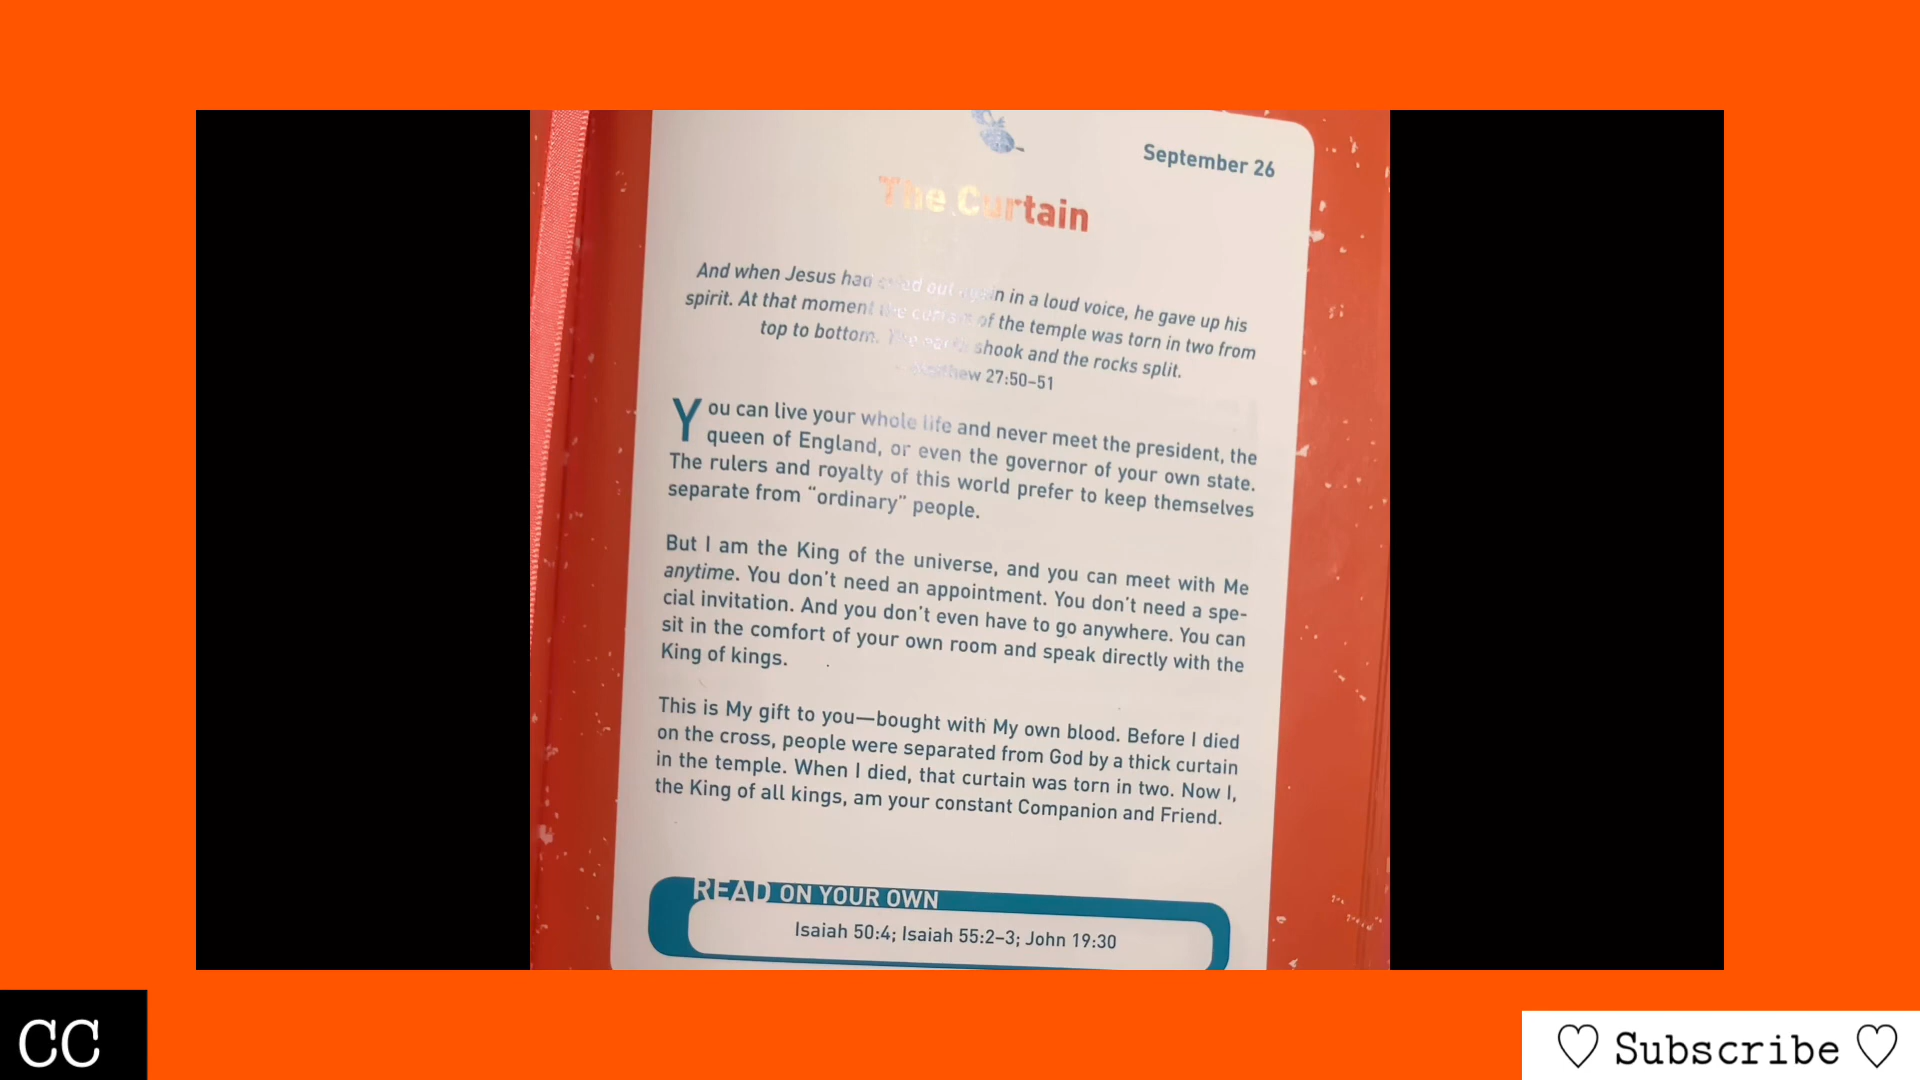 September 26
The Curtain
And when Jesus had cried out again in a loud voice, he gave up his
spirit. At that moment the curtain of the temple was torn in two from
top to bottom. The earth shook and the rocks split.
Matthew 27:50–51
You can live your whole life and never meet the president, the
queen of England, or even the governor of your own state.
The rulers and royalty of this world prefer to keep themselves
separate from “ordinary” people.
But I am the King of the universe, and you can meet with Me
anytime. You don’t need an appointment. You don’t need a spe-
cial invitation. And you don’t even have to go anywhere. You can
sit in the comfort of your own room and speak directly with the
King of kings.
This is My gift to you—bought with My own blood. Before I died
on the cross, people were separated from God by a thick curtain
in the temple. When I died, that curtain was torn in two. Now I,
the King of all kings, am your constant Companion and Friend.
READ ON YOUR OWN
Isaiah 50:4; Isaiah 55:2–3; John 19:30
CC
♡ Subscribe ♡